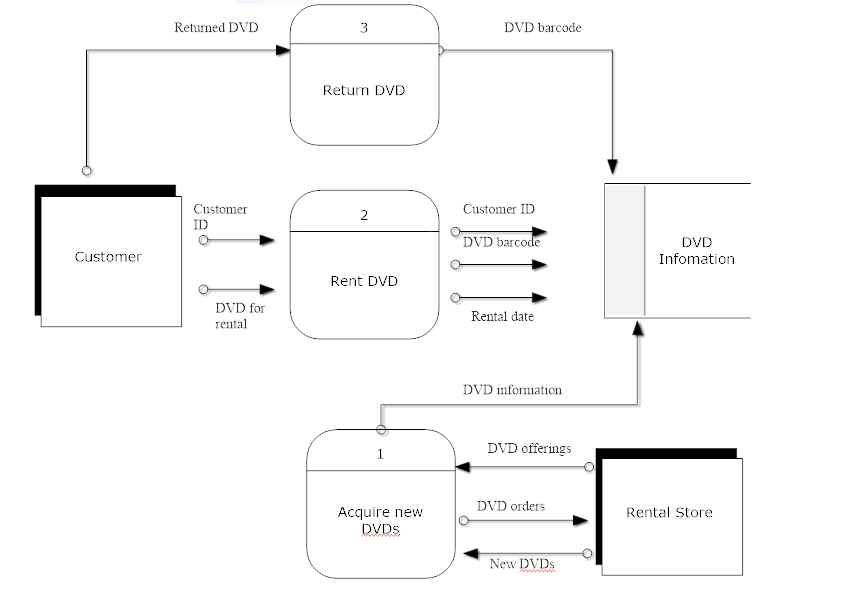 Returned DVD
3
DVD barcode
Return DVD
Customer
ID
2
Customer ID
DVD barcode
Customer
Rent DVD
DVD
Infomation
DVD for
rental
Rental date
DVD information
1
DVD offerings
Acquire new
DVDs
DVD orders
Rental Store
New DVDs